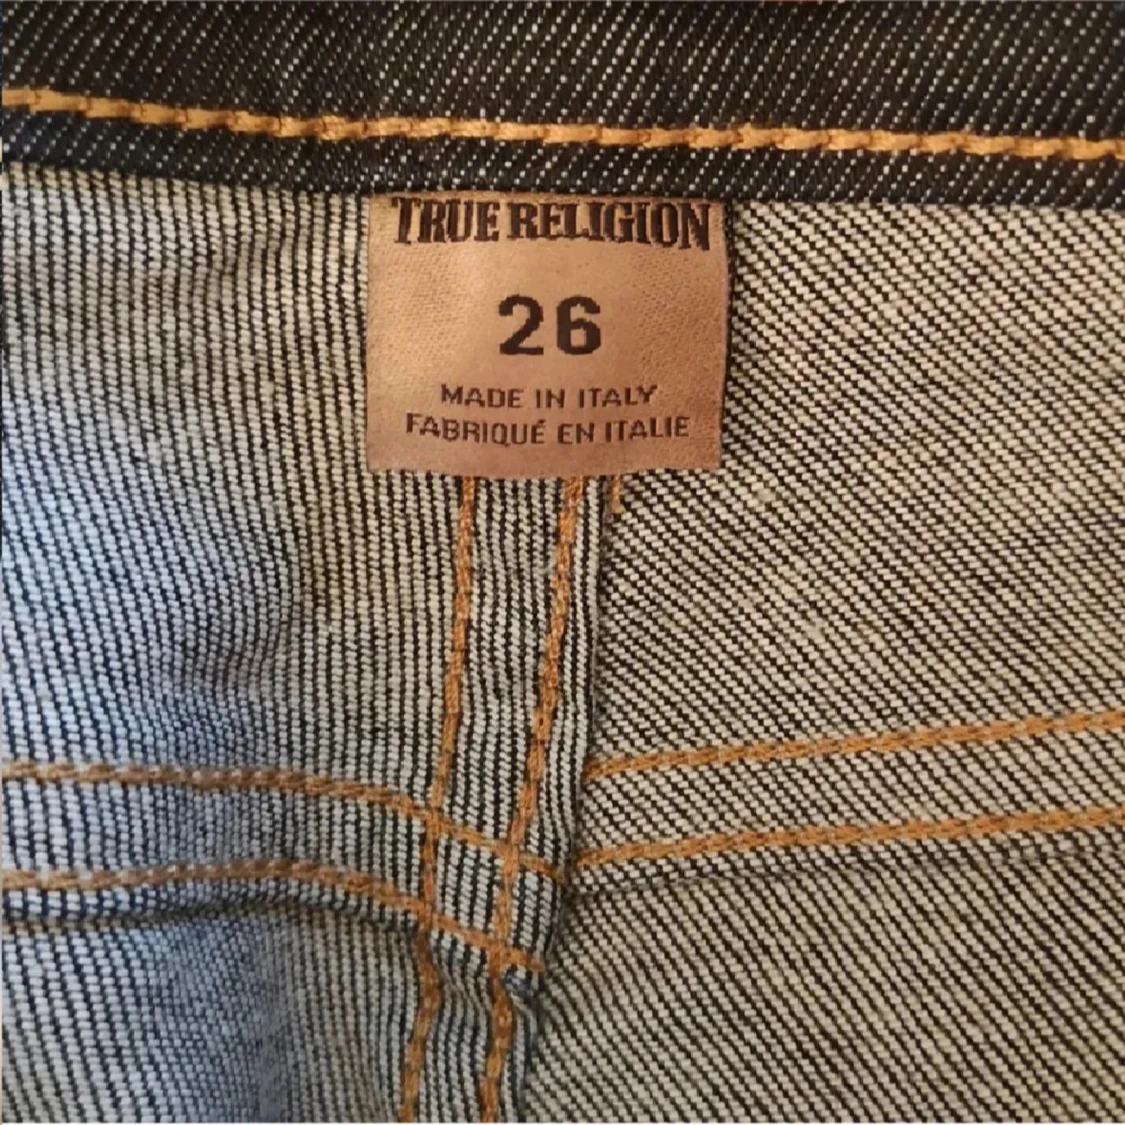 TRUE RELIGION
26
MADE IN ITALY
FABRIQUÉ EN ITALIE